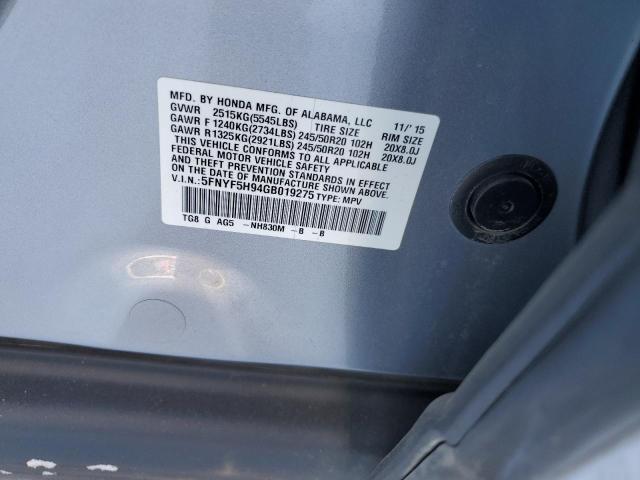 MFD. BY HONDA MFG. OF ALABAMA, LLC 11/'15
GVWR 2515KG(5545LBS) TIRE SIZE RIM SIZE
GAWR F 1240KG(2734LBS) 245/50R20 102H 20X8.0J
GAWR R 1325KG(2921LBS) 245/50R20 102H 20X8.0J
THIS VEHICLE CONFORMS TO ALL APPLICABLE
FEDERAL MOTOR VEHICLE SAFETY
AND THEFT PREVENTION STANDARDS IN EFFECT
ON THE DATE OF MANUFACTURE SHOWN ABOVE.
V.I.N.: 5FNYF5H94GB019275 TYPE: MPV
TG8 G AG5 -NH830M -B -B